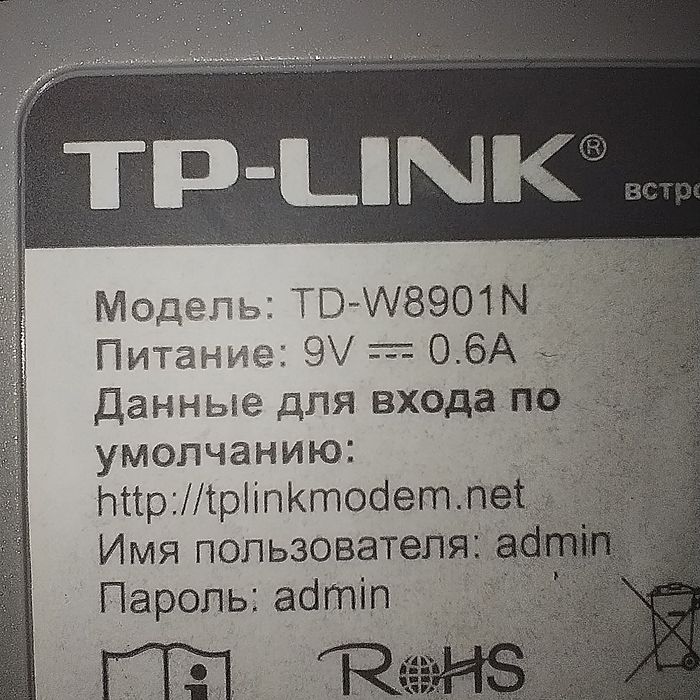 TP-LINK®
Модель: TD-W8901N
Питание: 9V ⎓ 0.6A
Данные для входа по
умолчанию:
http://tplinkmodem.net
Имя пользователя: admin
Пароль: admin
RoHS